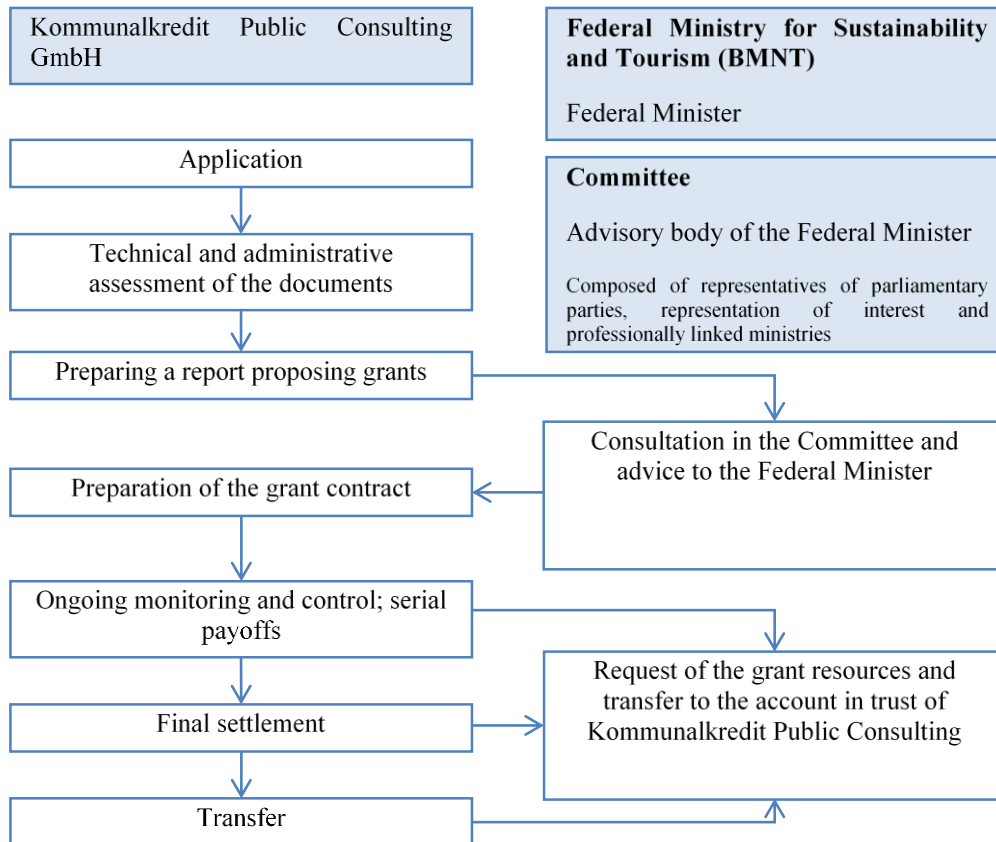 Kommunalkredit Public Consulting
GmbH
Federal Ministry for Sustainability
and Tourism (BMNT)
Federal Minister
Application
Committee
Advisory body of the Federal Minister
Composed of representatives of parliamentary
parties, representation of interest and
professionally linked ministries
Technical and administrative
assessment of the documents
Preparing a report proposing grants
Consultation in the Committee and
advice to the Federal Minister
Preparation of the grant contract
Ongoing monitoring and control; serial
payoffs
Request of the grant resources and
transfer to the account in trust of
Kommunalkredit Public Consulting
Final settlement
Transfer